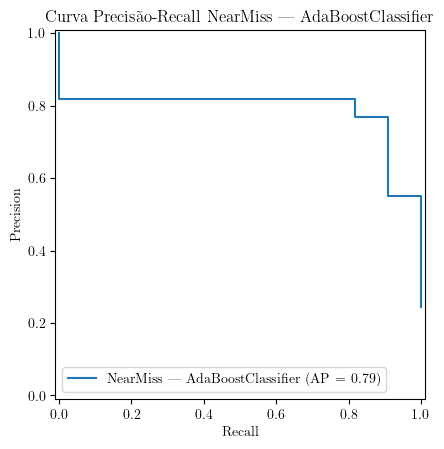 Curva Precisão-Recall NearMiss — AdaBoostClassifier
1.0
0.8
0.6
0.4
0.2
0.0
Precision
NearMiss — AdaBoostClassifier (AP = 0.79)
0.0 0.2 0.4 0.6 0.8 1.0
Recall